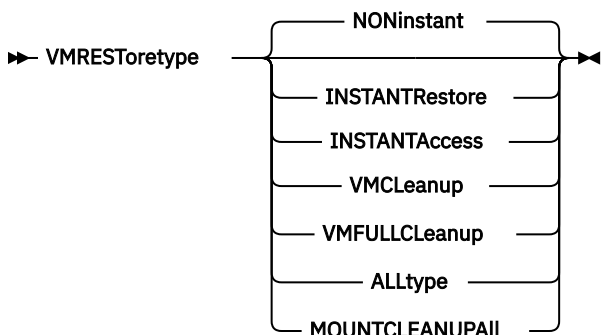 NONinstant
VMRESToretype
INSTANTRestore
INSTANTAccess
VMCLeanup
VMFULLCLeanup
ALLtype
MOUNTCLEANUPAll